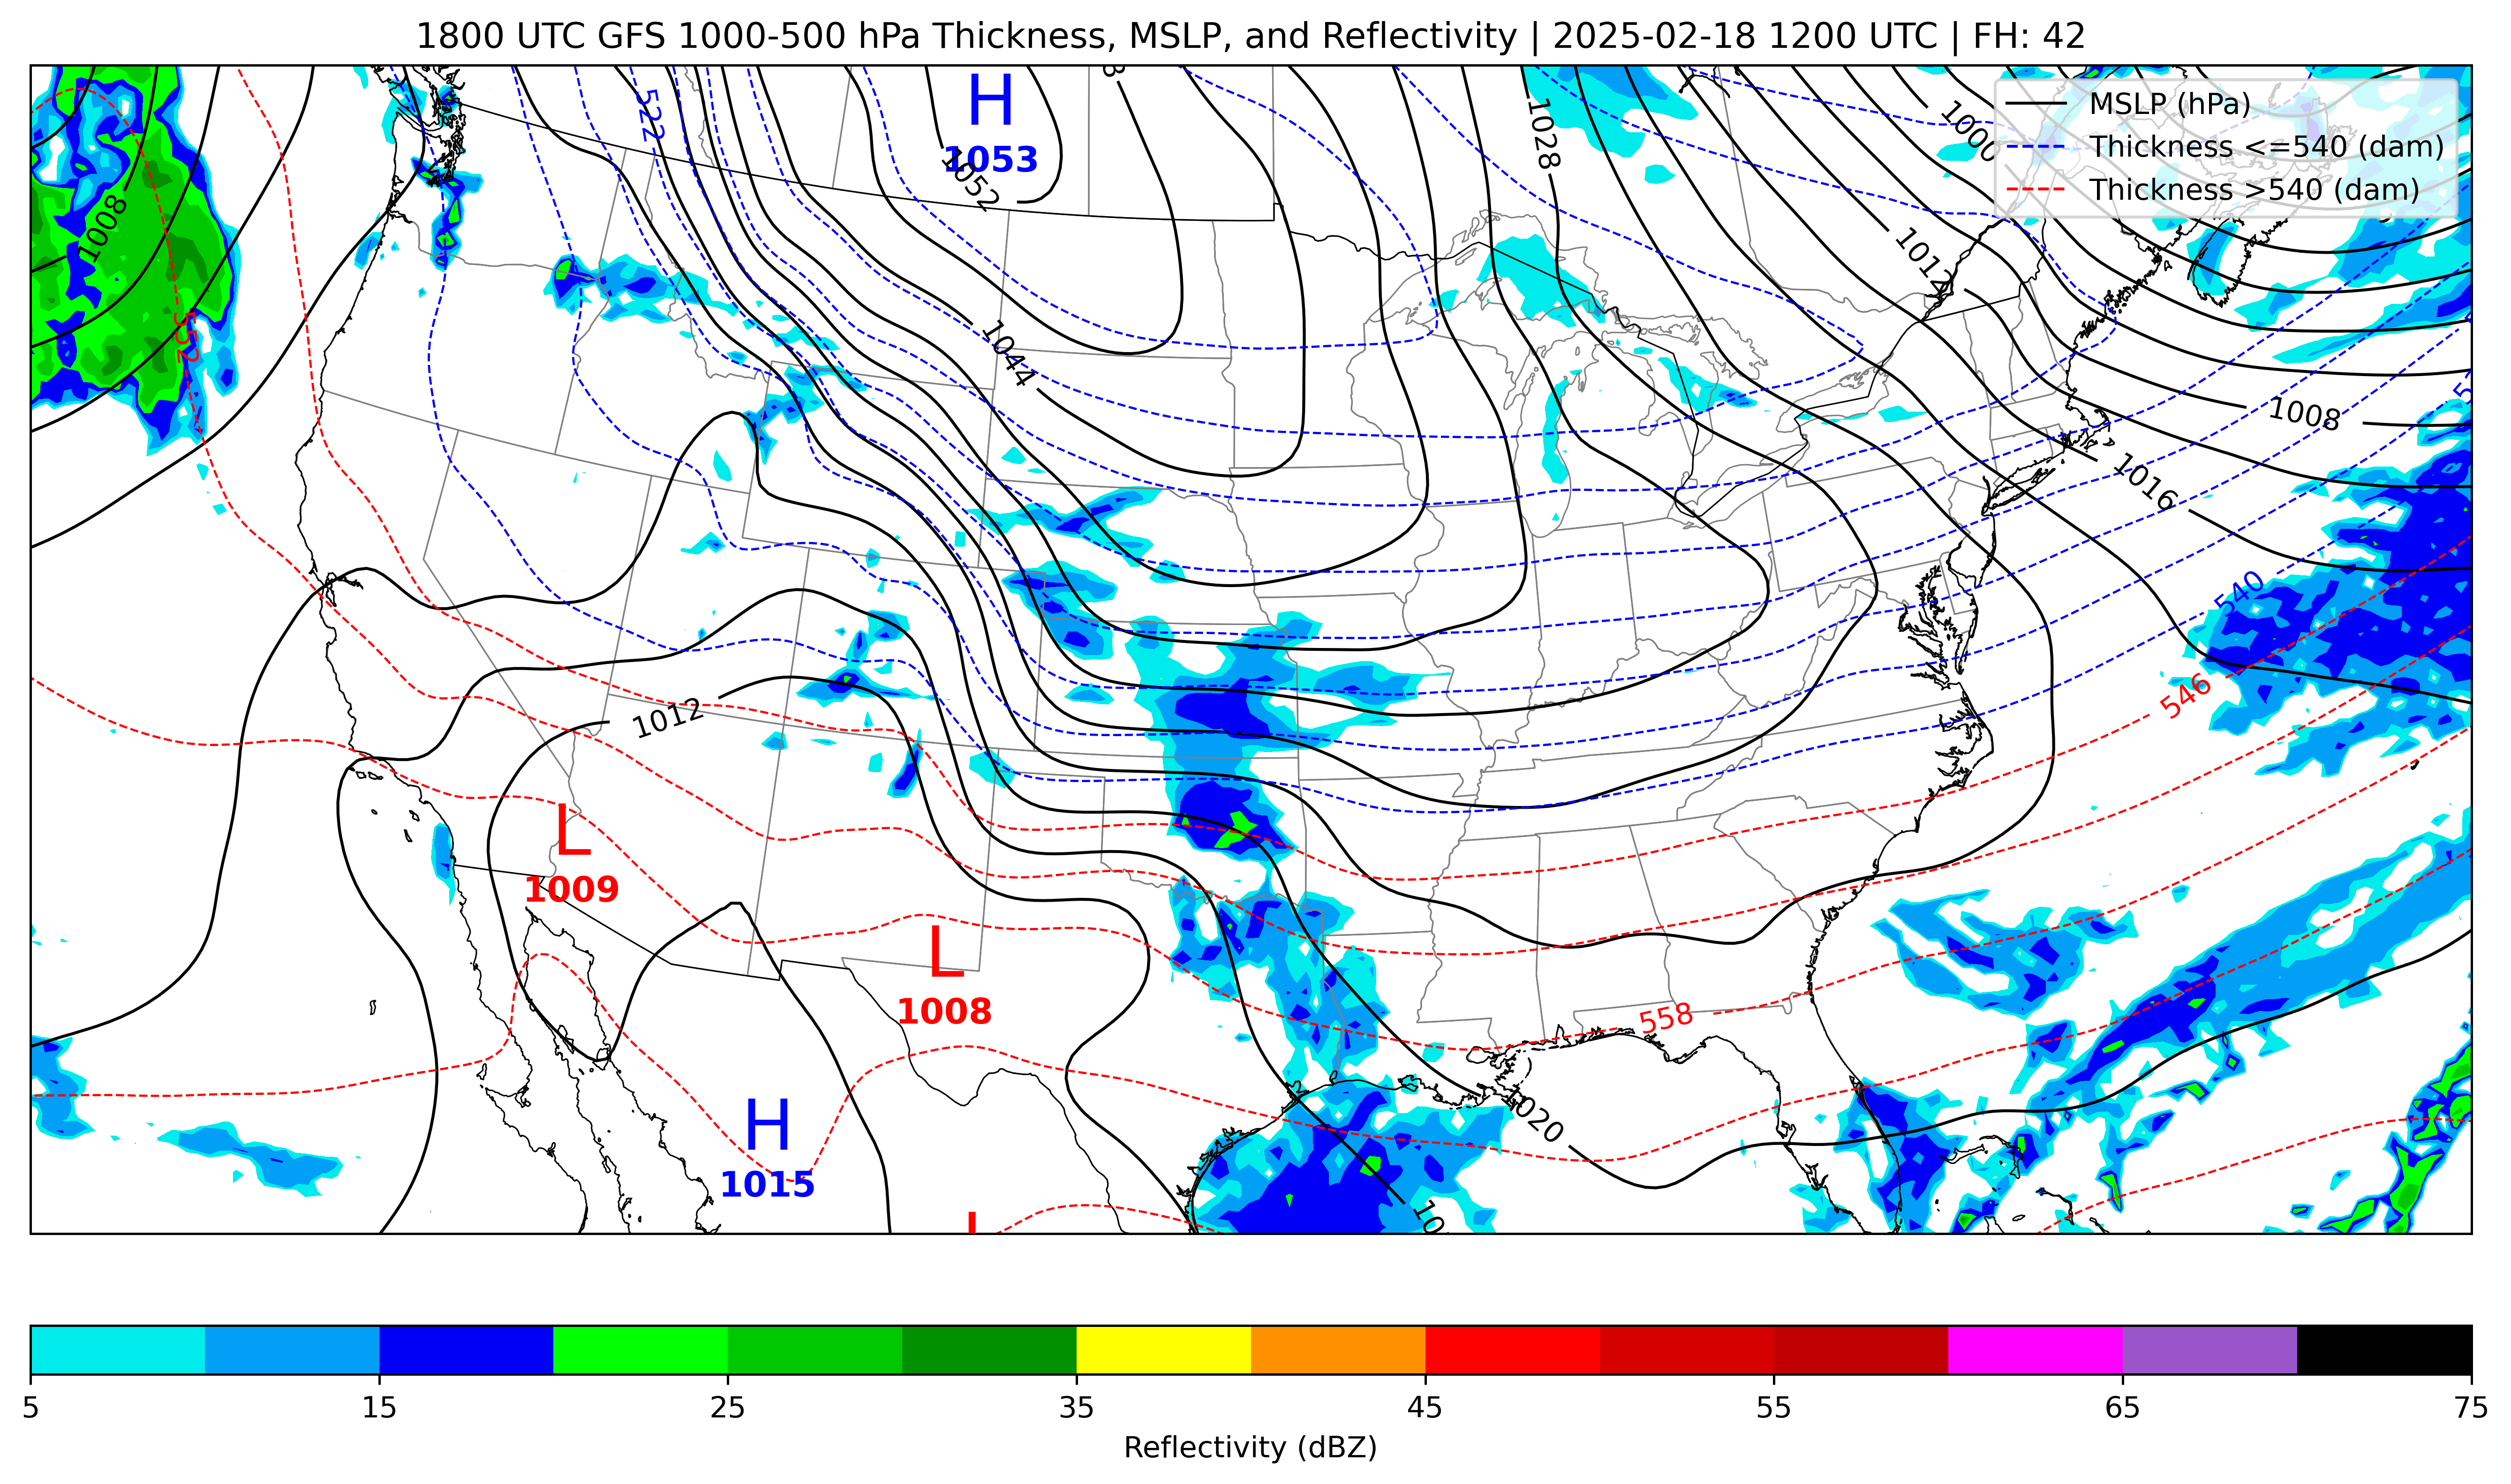 1800 UTC GFS 1000-500 hPa Thickness, MSLP, and Reflectivity | 2025-02-18 1200 UTC | FH: 42
MSLP (hPa)
Thickness <=540 (dam)
Thickness >540 (dam)
H
1053
1052
522
1028
1000
1008
1012
552
1044
1008
1016
540
546
1012
L
1009
L
1008
558
1020
H
1015
5 15 25 35 45 55 65 75
Reflectivity (dBZ)